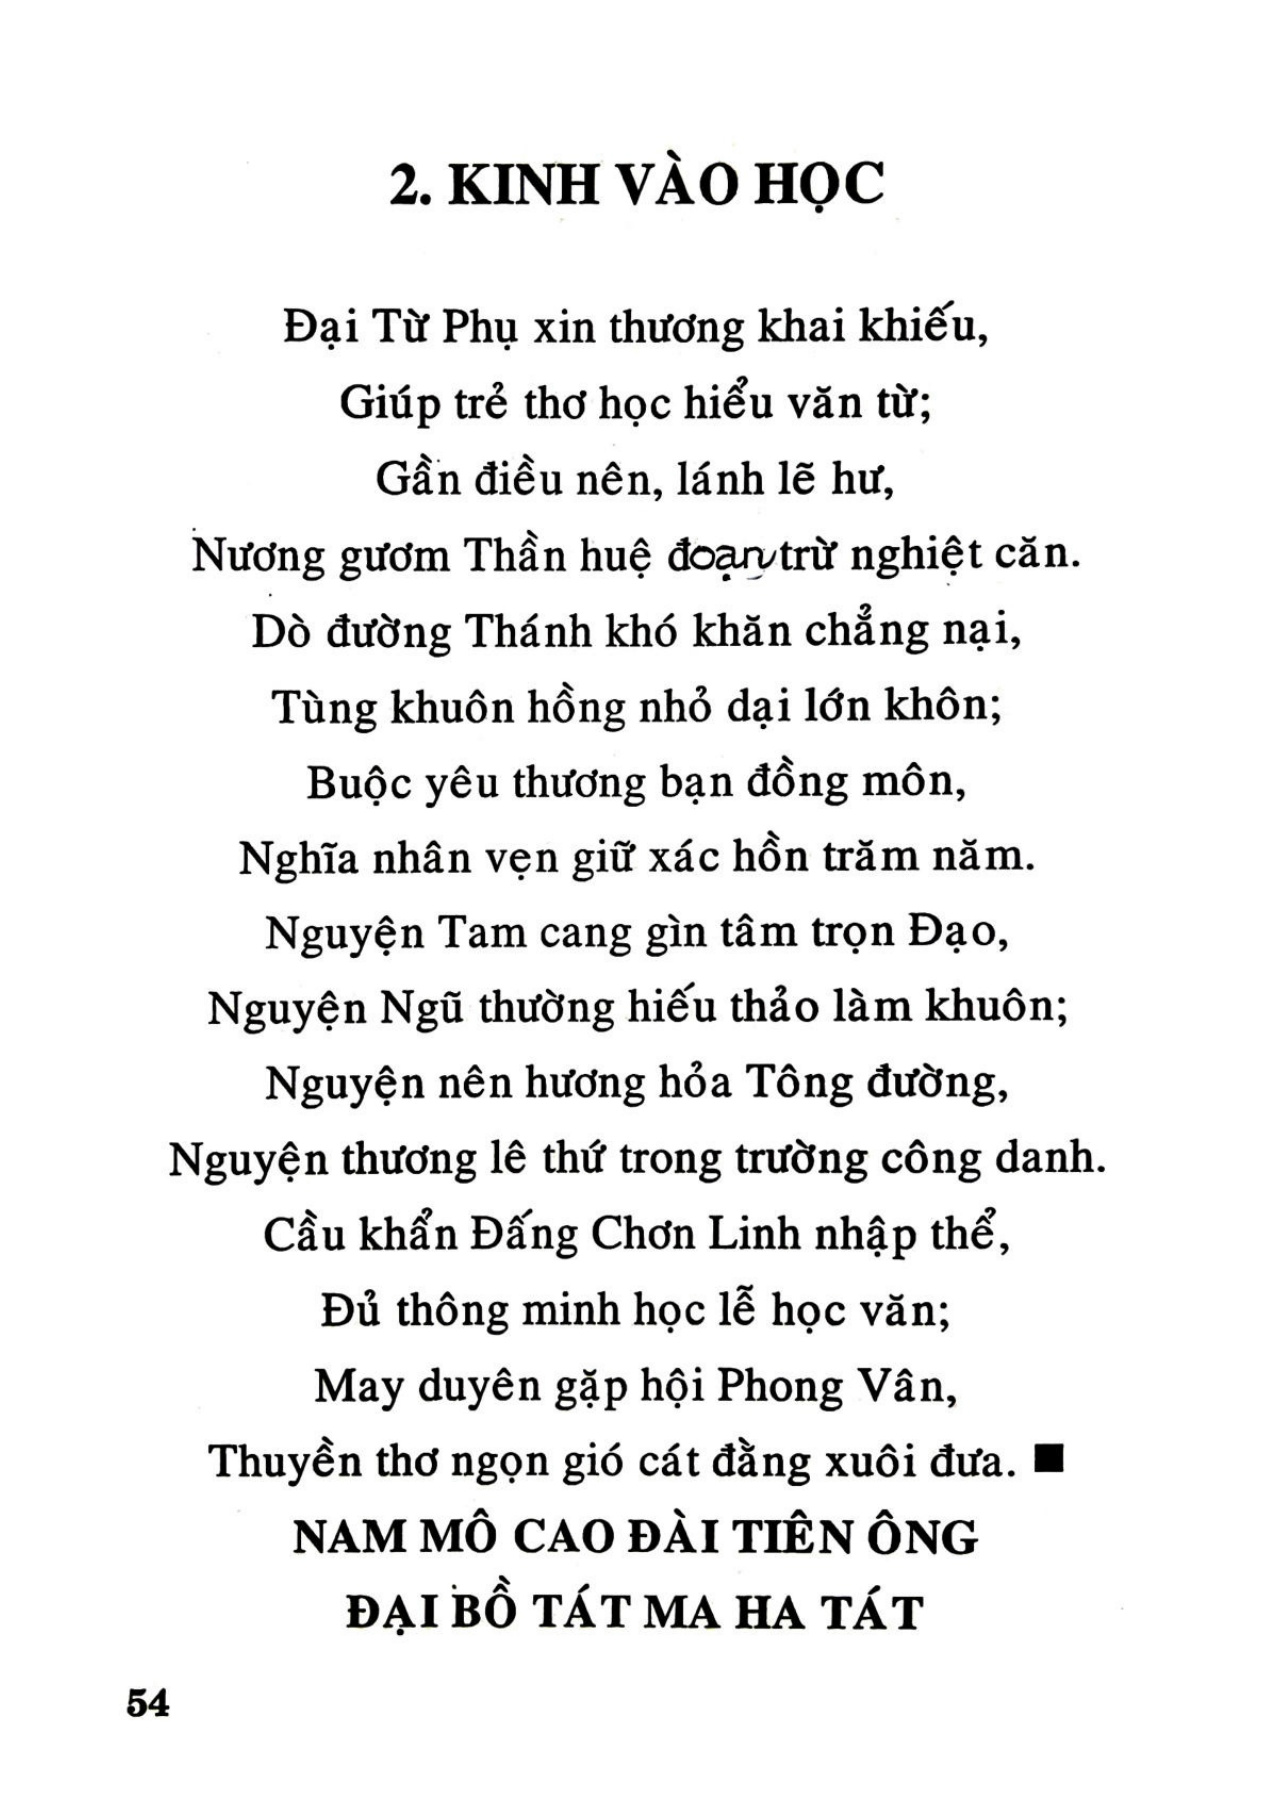 2. KINH VÀO HỌC
Đại Từ Phụ xin thương khai khiếu,
Giúp trẻ thơ học hiểu văn từ;
Gần điều nên, lánh lẽ hư,
Nương gươm Thần huệ đoạn trừ nghiệt căn.
Dò đường Thánh khó khăn chẳng nại,
Tùng khuôn hồng nhỏ dại lớn khôn;
Buộc yêu thương bạn đồng môn,
Nghĩa nhân vẹn giữ xác hồn trăm năm.
Nguyện Tam cang gìn tâm trọn Đạo,
Nguyện Ngũ thường hiếu thảo làm khuôn;
Nguyện nên hương hỏa Tông đường,
Nguyện thương lê thứ trong trường công danh.
Cầu khẩn Đấng Chơn Linh nhập thể,
Đủ thông minh học lễ học văn;
May duyên gặp hội Phong Vân,
Thuyền thơ ngọn gió cát đằng xuôi đưa. ■
NAM MÔ CAO ĐÀI TIÊN ÔNG
ĐẠI BỒ TÁT MA HA TÁT
54